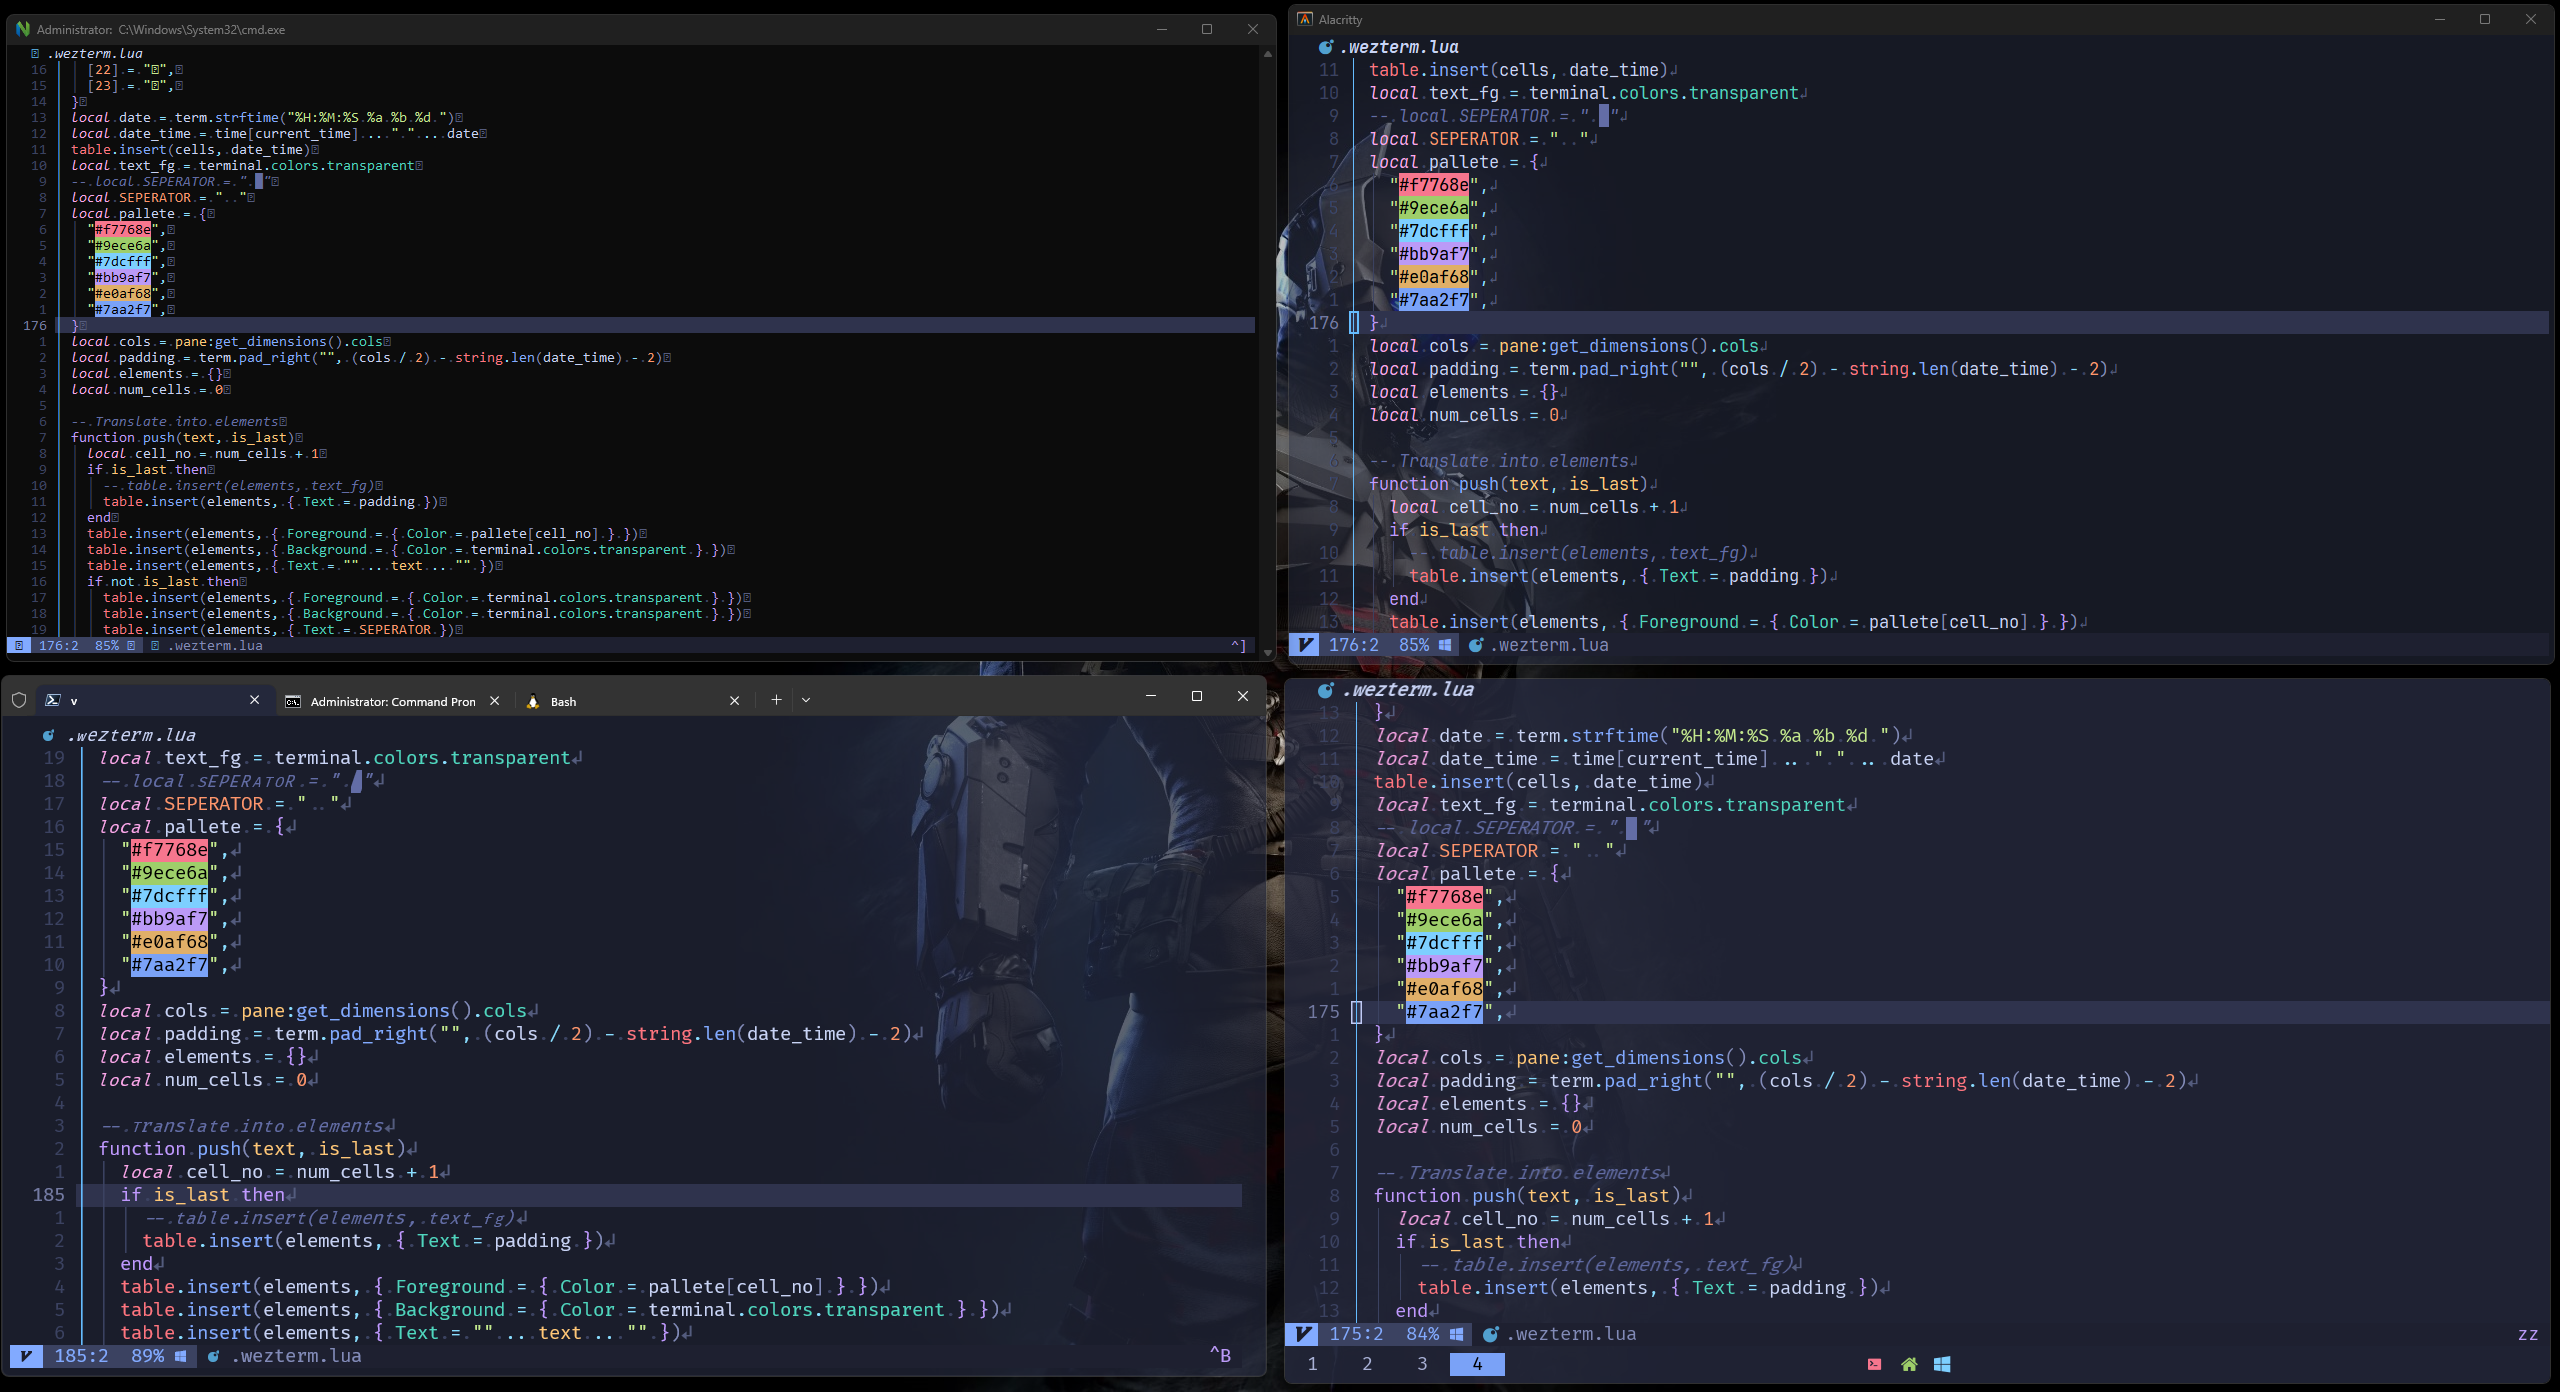 Administrator: C:\Windows\System32\cmd.exe
.wezterm.lua
16 [22] = "",
15 [23] = "",
14 }
13 local date = term.strftime("%H:%M:%S %a %b %d ")
12 local date_time = time[current_time] .. " " .. date
11 table.insert(cells, date_time)
10 local text_fg = terminal.colors.transparent
9 -- local SEPERATOR = " █ "
8 local SEPERATOR = "  "
7 local pallete = {
6 "#f7768e",
5 "#9ece6a",
4 "#7dcfff",
3 "#bb9af7",
2 "#e0af68",
1 "#7aa2f7",
176 }
1 local cols = pane:get_dimensions().cols
2 local padding = term.pad_right("", (cols / 2) - string.len(date_time) - 2)
3 local elements = {}
4 local num_cells = 0
5
6 -- Translate into elements
7 function push(text, is_last)
8 local cell_no = num_cells + 1
9 if is_last then
10 -- table.insert(elements, text_fg)
11 table.insert(elements, { Text = padding })
12 end
13 table.insert(elements, { Foreground = { Color = pallete[cell_no] } })
14 table.insert(elements, { Background = { Color = terminal.colors.transparent } })
15 table.insert(elements, { Text = "" .. text .. "" })
16 if not is_last then
17 table.insert(elements, { Foreground = { Color = terminal.colors.transparent } })
18 table.insert(elements, { Background = { Color = terminal.colors.transparent } })
19 table.insert(elements, { Text = SEPERATOR })
176:2 85% .wezterm.lua ^]
Alacritty
.wezterm.lua
11 table.insert(cells, date_time)
10 local text_fg = terminal.colors.transparent
9 -- local SEPERATOR = " █ "
8 local SEPERATOR = "  "
7 local pallete = {
6 "#f7768e",
5 "#9ece6a",
4 "#7dcfff",
3 "#bb9af7",
2 "#e0af68",
1 "#7aa2f7",
176 }
1 local cols = pane:get_dimensions().cols
2 local padding = term.pad_right("", (cols / 2) - string.len(date_time) - 2)
3 local elements = {}
4 local num_cells = 0
5
6 -- Translate into elements
7 function push(text, is_last)
8 local cell_no = num_cells + 1
9 if is_last then
10 -- table.insert(elements, text_fg)
11 table.insert(elements, { Text = padding })
12 end
13 table.insert(elements, { Foreground = { Color = pallete[cell_no] } })
V 176:2 85% .wezterm.lua
v Administrator: Command Pron Bash
.wezterm.lua
19 local text_fg = terminal.colors.transparent
18 -- local SEPERATOR = " █ "
17 local SEPERATOR = "  "
16 local pallete = {
15 "#f7768e",
14 "#9ece6a",
13 "#7dcfff",
12 "#bb9af7",
11 "#e0af68",
10 "#7aa2f7",
9 }
8 local cols = pane:get_dimensions().cols
7 local padding = term.pad_right("", (cols / 2) - string.len(date_time) - 2)
6 local elements = {}
5 local num_cells = 0
4
3 -- Translate into elements
2 function push(text, is_last)
1 local cell_no = num_cells + 1
185 if is_last then
1 -- table.insert(elements, text_fg)
2 table.insert(elements, { Text = padding })
3 end
4 table.insert(elements, { Foreground = { Color = pallete[cell_no] } })
5 table.insert(elements, { Background = { Color = terminal.colors.transparent } })
6 table.insert(elements, { Text = "" .. text .. "" })
V 185:2 89% .wezterm.lua ^B
.wezterm.lua
13 }
12 local date = term.strftime("%H:%M:%S %a %b %d ")
11 local date_time = time[current_time] .. " " .. date
10 table.insert(cells, date_time)
9 local text_fg = terminal.colors.transparent
8 -- local SEPERATOR = " █ "
7 local SEPERATOR = "  "
6 local pallete = {
5 "#f7768e",
4 "#9ece6a",
3 "#7dcfff",
2 "#bb9af7",
1 "#e0af68",
175 "#7aa2f7",
1 }
2 local cols = pane:get_dimensions().cols
3 local padding = term.pad_right("", (cols / 2) - string.len(date_time) - 2)
4 local elements = {}
5 local num_cells = 0
6
7 -- Translate into elements
8 function push(text, is_last)
9 local cell_no = num_cells + 1
10 if is_last then
11 -- table.insert(elements, text_fg)
12 table.insert(elements, { Text = padding })
13 end
V 175:2 84% .wezterm.lua zz
1 2 3 4